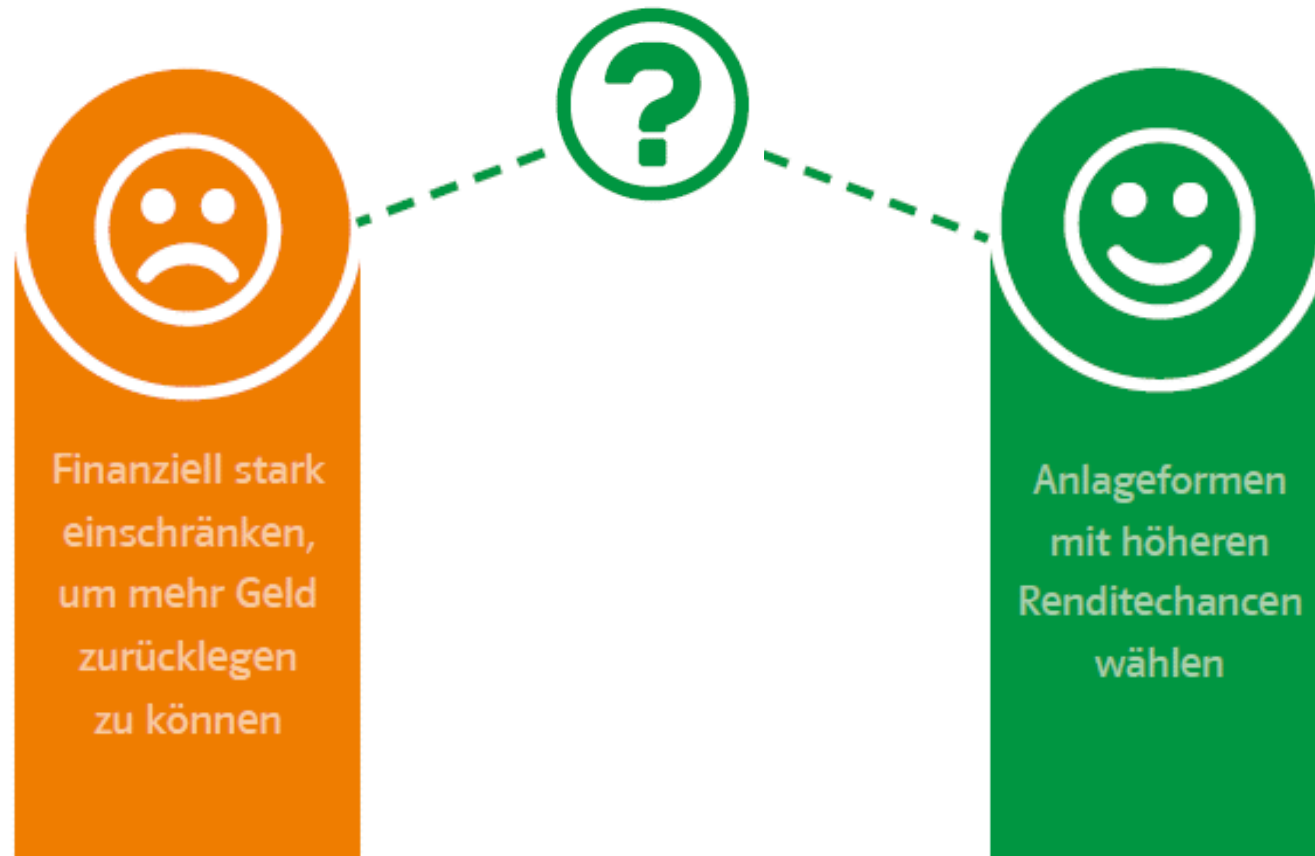 ?
Finanziell stark
einschränken,
um mehr Geld
zurücklegen
zu können
Anlageformen
mit höheren
Renditechancen
wählen